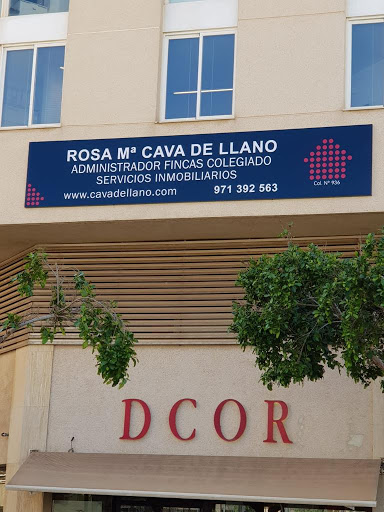 ROSA Mª CAVA DE LLANO
ADMINISTRADOR FINCAS COLEGIADO
SERVICIOS INMOBILIARIOS
www.cavadellano.com 971 392 563
Col. Nº 936
DCOR